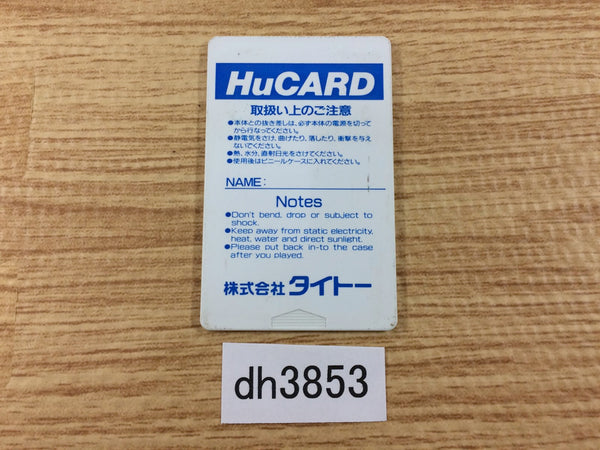 HuCARD
取扱い上のご注意
●本体との抜き差しは、必ず本体の電源を切って
から行なってください。
●静電気をさけ、曲げたり、落したり、衝撃を与え
ないでください。
●熱、水分、直射日光をさけてください。
●使用後はビニールケースに入れてください。
NAME:
Notes
●Don't bend, drop or subject to
shock.
●Keep away from static electricity,
heat, water and direct sunlight.
●Please put back in-to the case
after you played.
株式会社 タイトー
dh3853